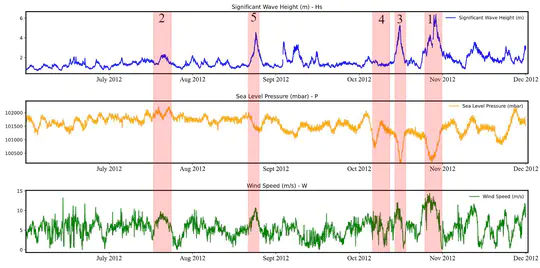 Significant Wave Height (m) - Hs
6
4
2
2 5 4 3 1
Significant Wave Height (m)
July 2012 Aug 2012 Sept 2012 Oct 2012 Nov 2012 Dec 2012
Sea Level Pressure (mbar) - P
102000
101500
101000
100500
Sea Level Pressure (mbar)
July 2012 Aug 2012 Sept 2012 Oct 2012 Nov 2012 Dec 2012
Wind Speed (m/s) - W
15
10
5
0
Wind Speed (m/s)
July 2012 Aug 2012 Sept 2012 Oct 2012 Nov 2012 Dec 2012